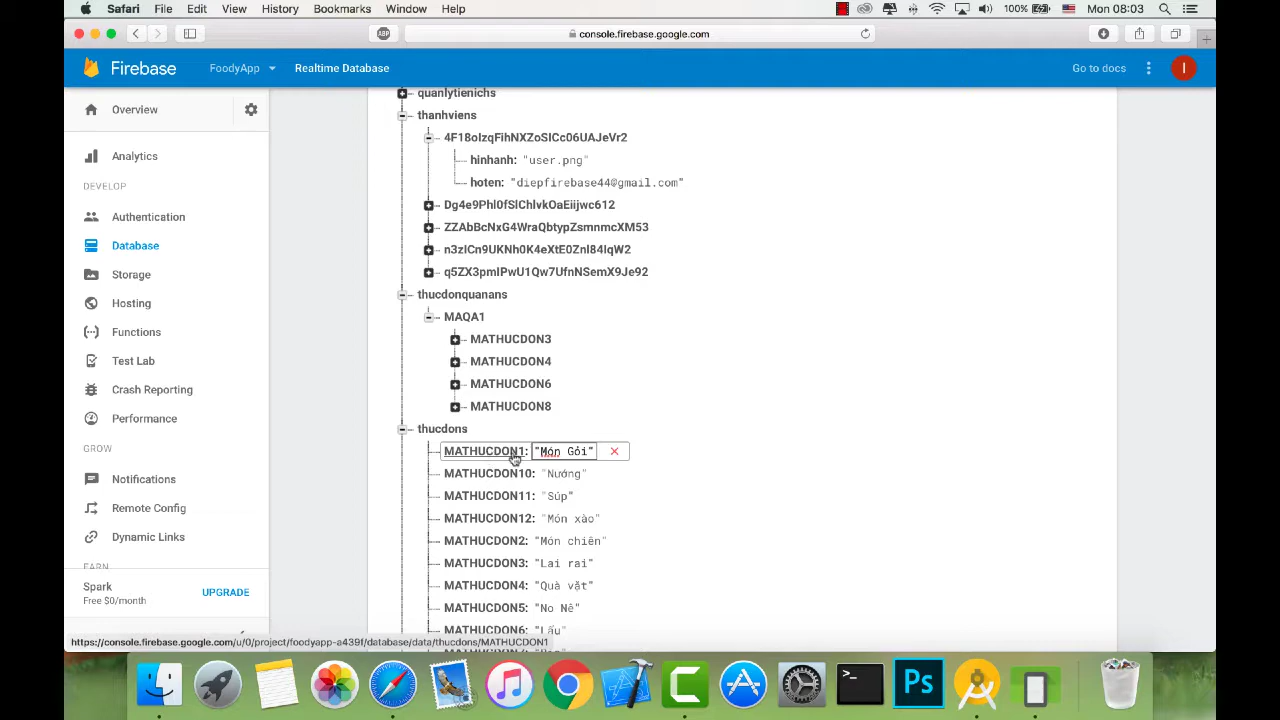 Safari File Edit View History Bookmarks Window Help 100% Mon 08:03
ABP console.firebase.google.com
Firebase FoodyApp Realtime Database Go to docs I
Overview
Analytics
DEVELOP
Authentication
Database
Storage
Hosting
Functions
Test Lab
Crash Reporting
Performance
GROW
Notifications
Remote Config
Dynamic Links
EARN
Spark
Free $0/month
UPGRADE
quanlytienichs
thanhviens
4F18oIzqFihNXZoSICc06UAJeVr2
hinhanh: "user.png"
hoten: "diepfirebase44@gmail.com"
Dg4e9Phl0fSlChlvkOaEiijwc612
ZZAbBcNxG4WraQbtypZsmnmcXM53
n3zICn9UKNh0K4eXtE0ZnI84IqW2
q5ZX3pmIPwU1Qw7UfnNSemX9Je92
thucdonquanans
MAQA1
MATHUCDON3
MATHUCDON4
MATHUCDON6
MATHUCDON8
thucdons
MATHUCDON1: "Món Gỏi"
MATHUCDON10: "Nướng"
MATHUCDON11: "Súp"
MATHUCDON12: "Món xào"
MATHUCDON2: "Món chiên"
MATHUCDON3: "Lai rai"
MATHUCDON4: "Quà vặt"
MATHUCDON5: "No Nê"
MATHUCDON6: "Lẩu"
https://console.firebase.google.com/u/0/project/foodyapp-a439f/database/data/thucdons/MATHUCDON1
Ps